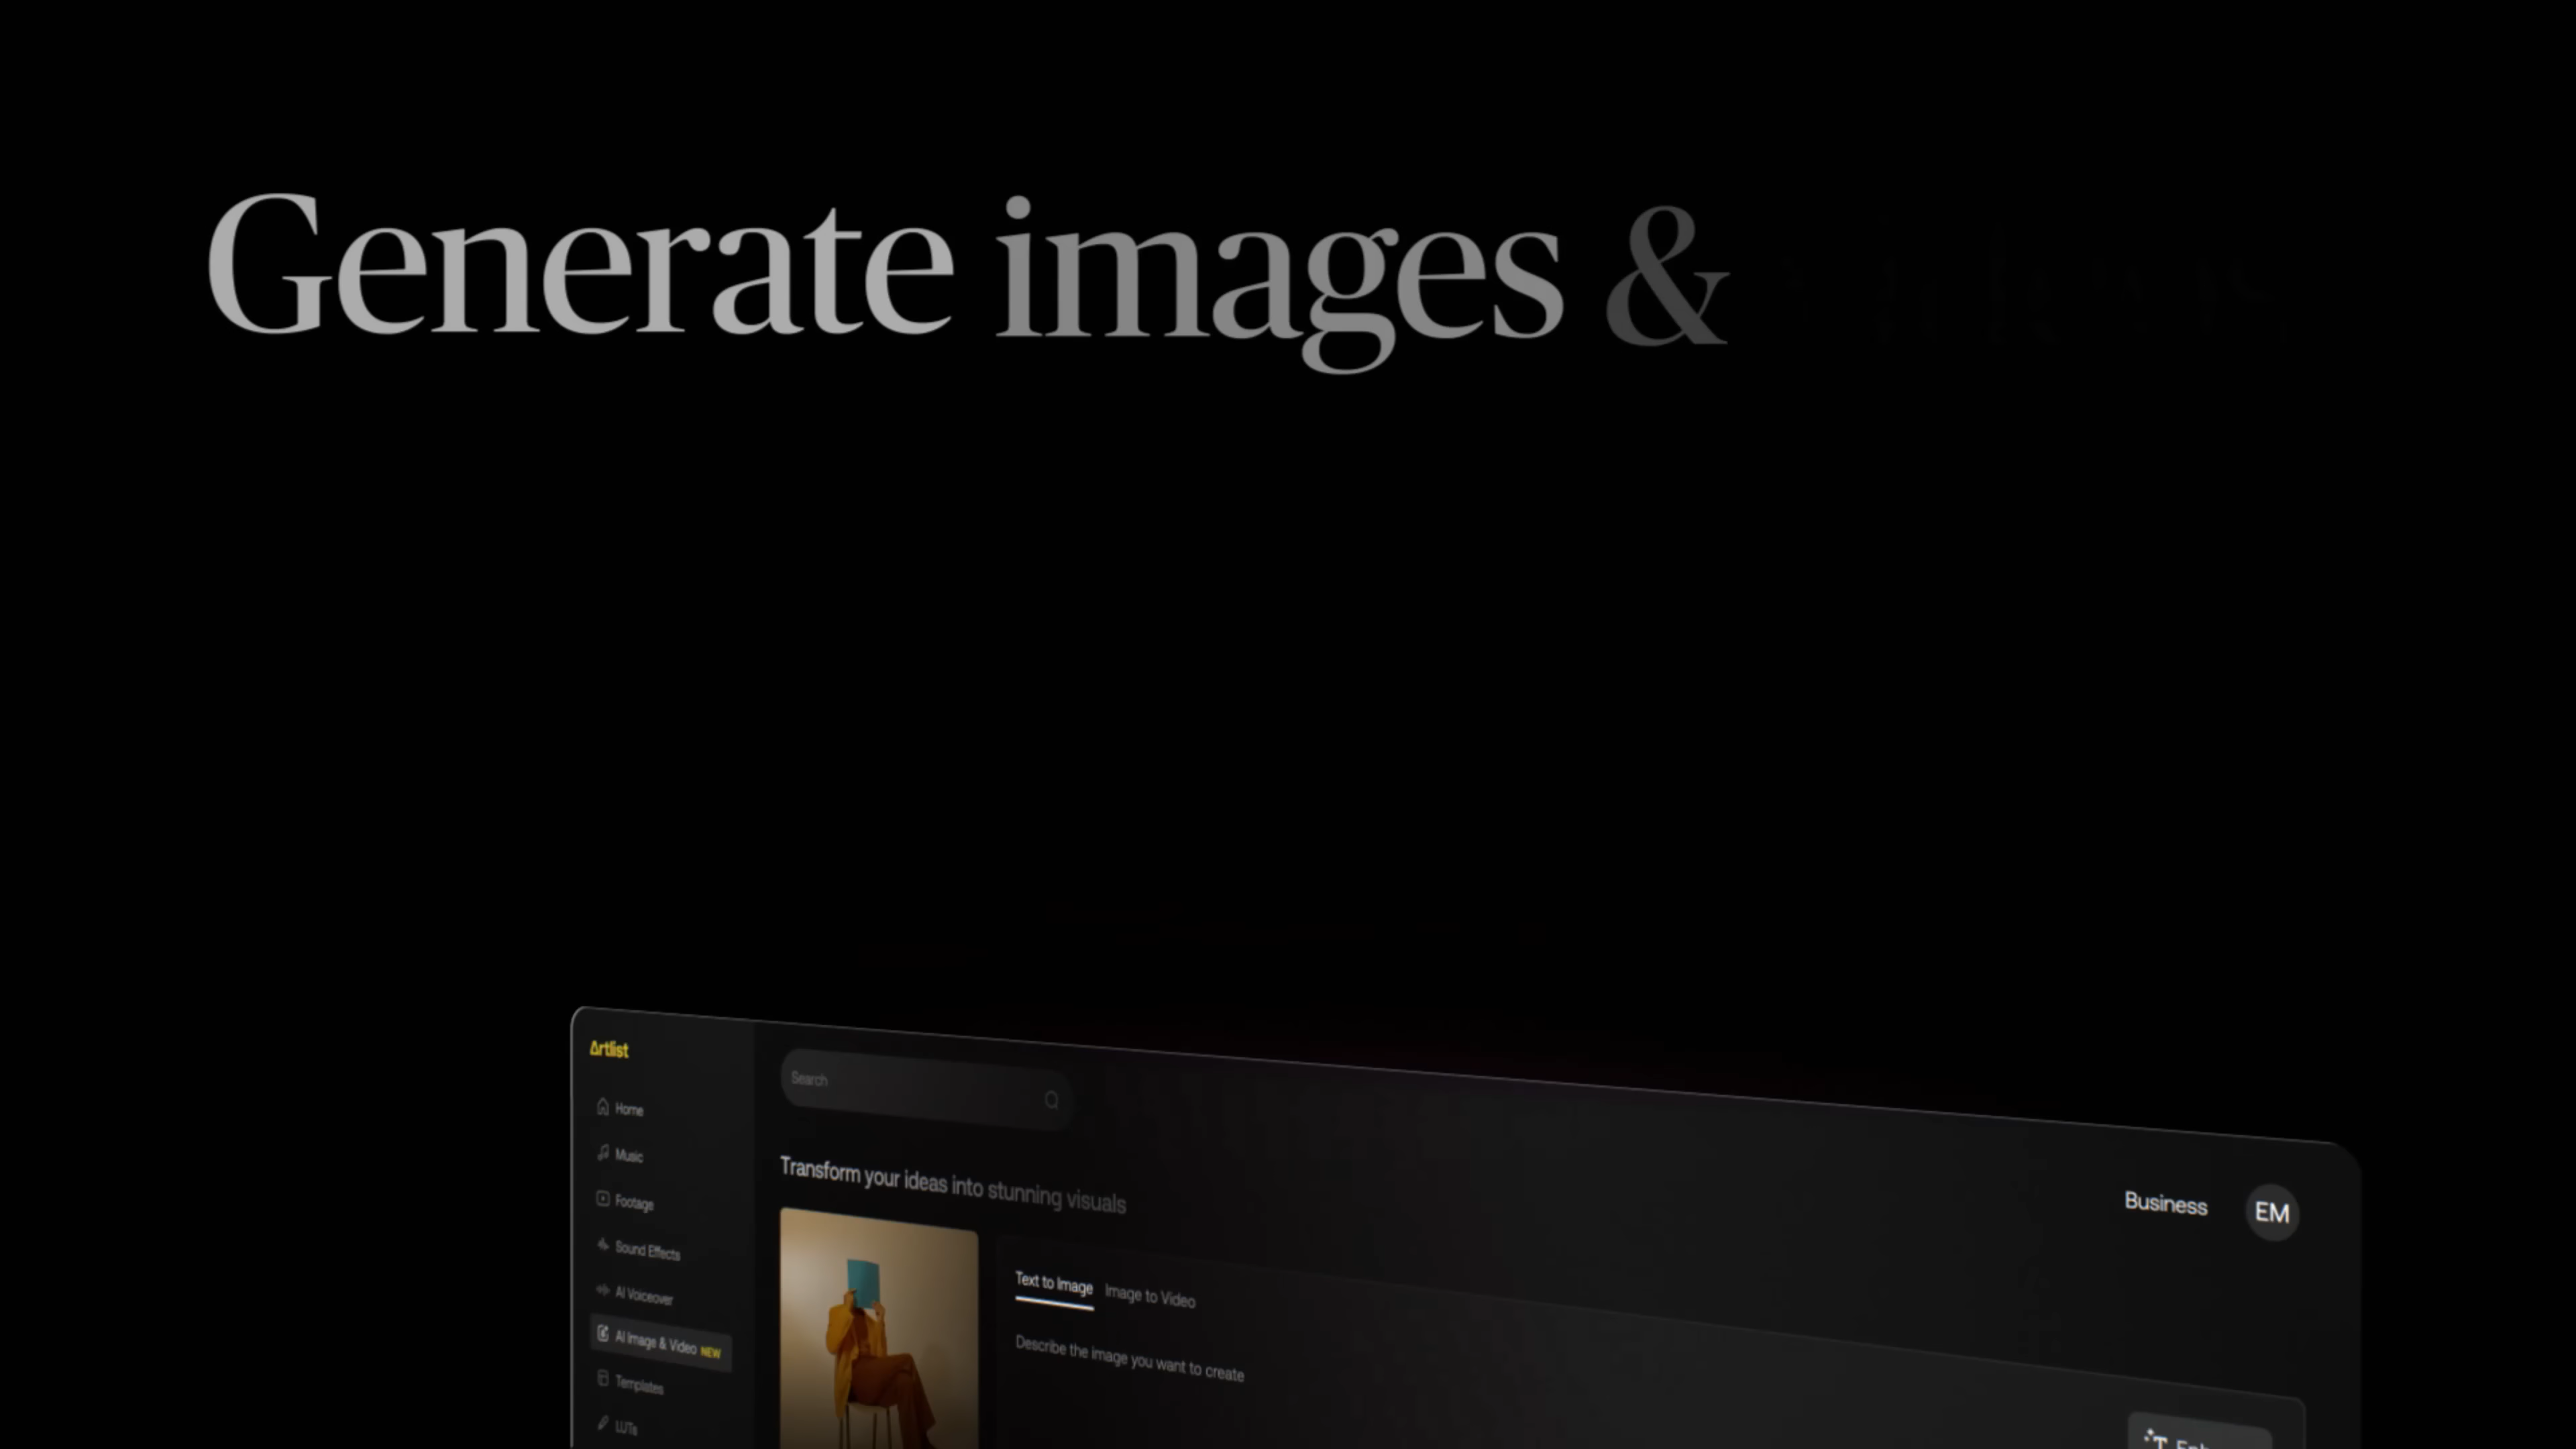 Generate images &
Artlist
Search
Home
Music
Footage
Sound Effects
AI Voiceover
AI Image & Video NEW
Templates
LUTs
Transform your ideas into stunning visuals
Business
EM
Text to Image
Image to Video
Describe the image you want to create